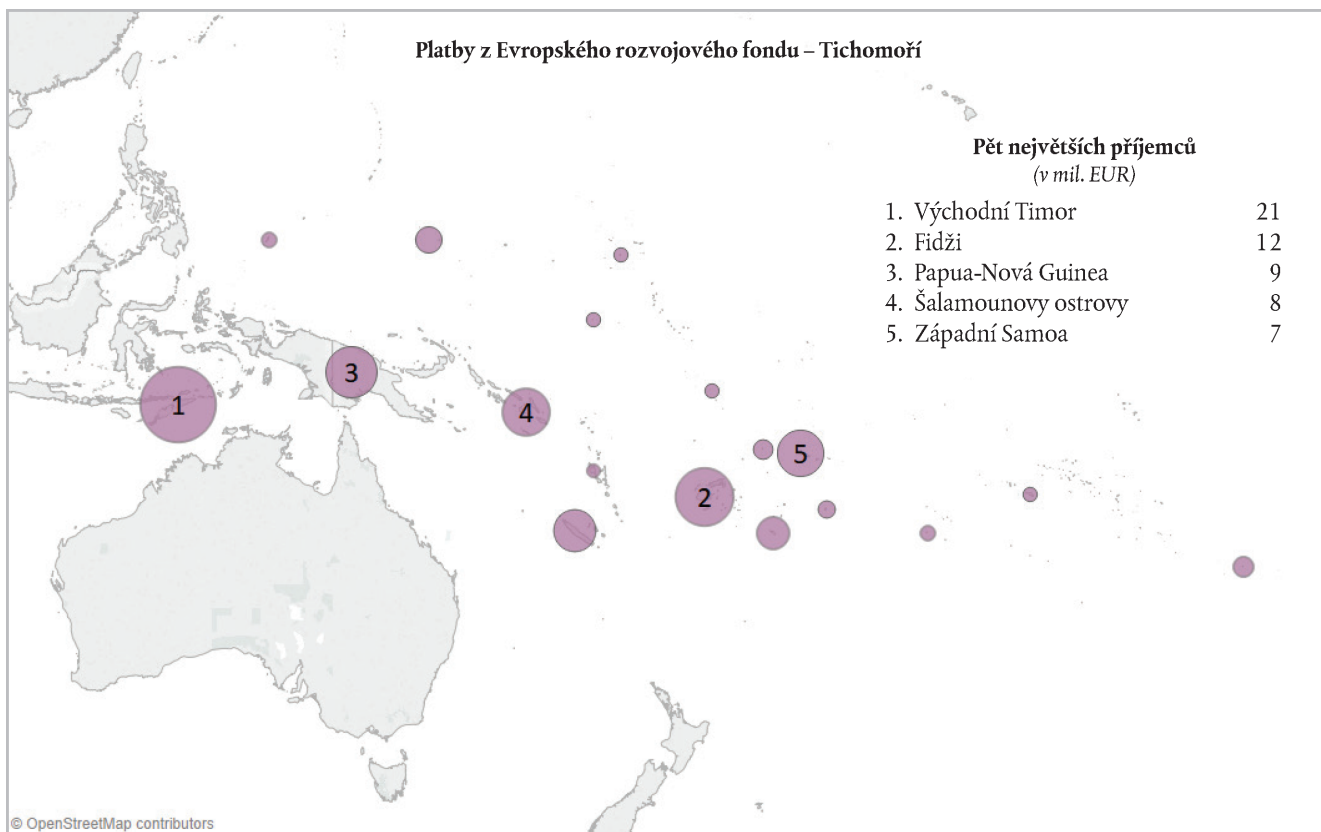 Platby z Evropského rozvojového fondu – Tichomoří
Pět největších příjemců
(v mil. EUR)
1. Východní Timor 21
2. Fidži 12
3. Papua-Nová Guinea 9
4. Šalamounovy ostrovy 8
5. Západní Samoa 7
3
1
4
5
2
© OpenStreetMap contributors